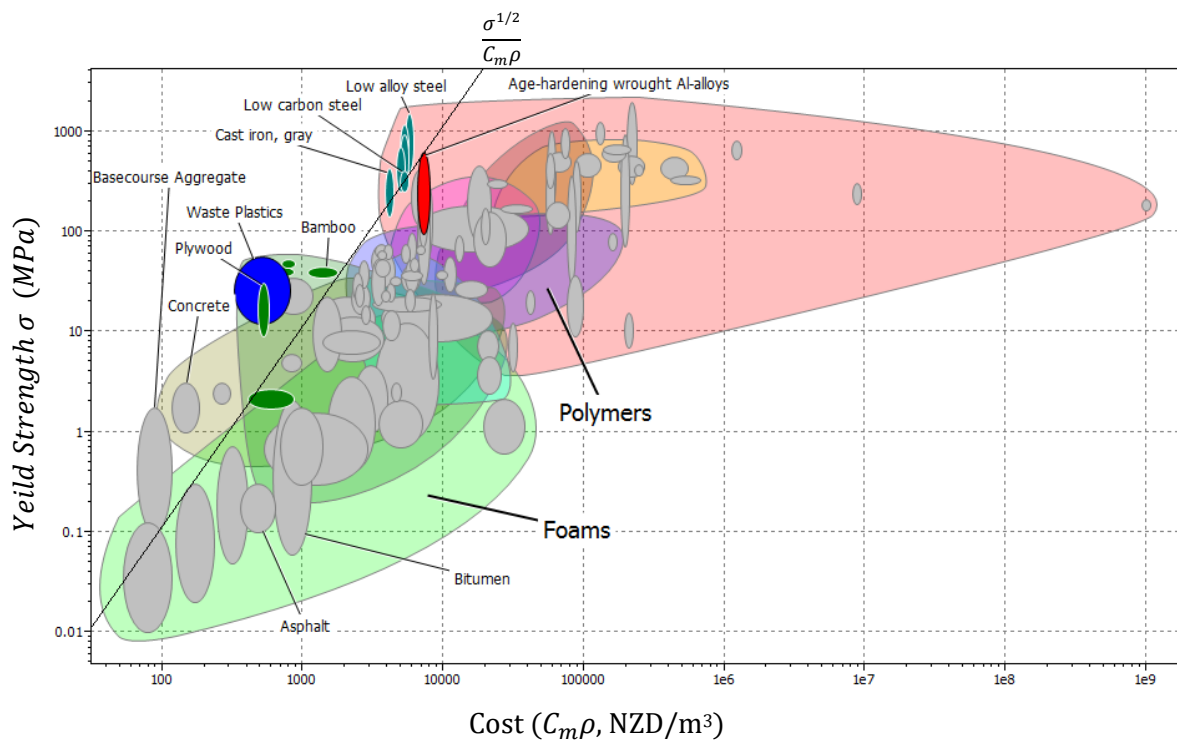 σ^{1/2}
C_mρ
Low alloy steel
Age-hardening wrought Al-alloys
Low carbon steel
Cast iron, gray
Basecourse Aggregate
Waste Plastics
Plywood
Bamboo
Concrete
Polymers
Foams
Bitumen
Asphalt
Yeild Strength σ (MPa)
1000
100
10
1
0.1
0.01
100
1000
10000
100000
1e6
1e7
1e8
1e9
Cost (C_mρ, NZD/m³)